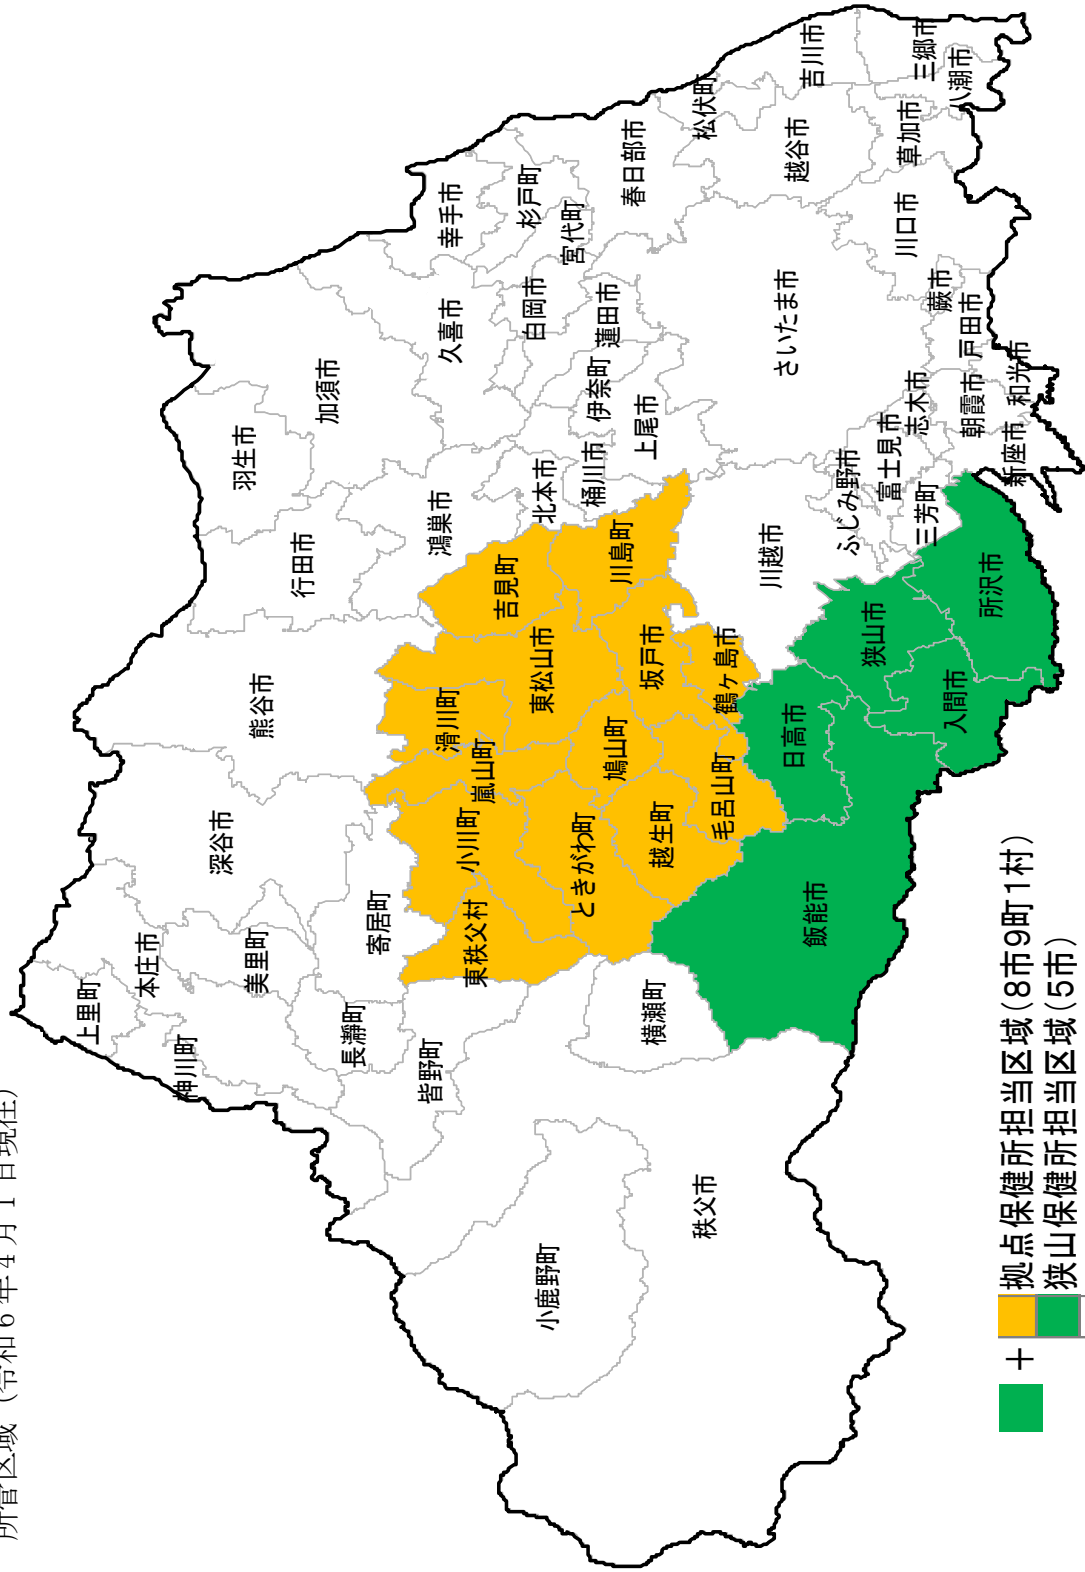 所管区域（令和６年４月１日現在）
上里町
本庄市
神川町
美里町
深谷市
熊谷市
行田市
羽生市
加須市
寄居町
長瀞町
皆野町
東秩父村
小川町
嵐山町
滑川町
東松山市
吉見町
鴻巣市
北本市
桶川市
久喜市
幸手市
杉戸町
宮代町
白岡市
蓮田市
伊奈町
上尾市
春日部市
松伏町
小鹿野町
秩父市
横瀬町
ときがわ町
越生町
鳩山町
毛呂山町
坂戸市
鶴ヶ島市
川島町
川越市
さいたま市
越谷市
吉川市
三郷市
八潮市
草加市
川口市
蕨市
戸田市
飯能市
日高市
狭山市
入間市
所沢市
ふじみ野市
富士見市
三芳町
志木市
朝霞市
新座市
和光市
＋ 拠点保健所担当区域（８市９町１村）
狭山保健所担当区域（５市）